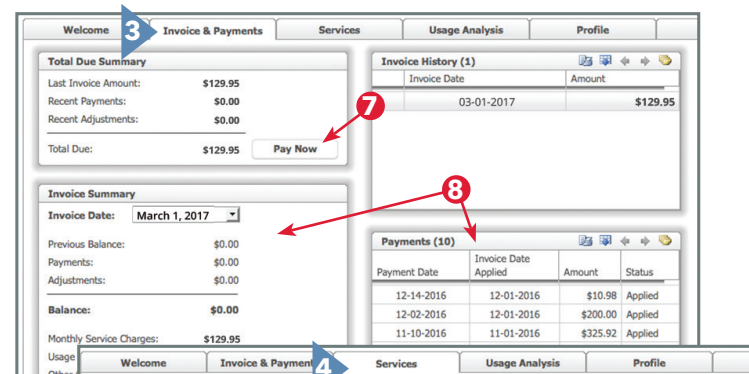 Welcome 3 Invoice & Payments Services Usage Analysis Profile
Total Due Summary
Last Invoice Amount: $129.95
Recent Payments: $0.00
Recent Adjustments: $0.00
Total Due: $129.95 Pay Now
7
Invoice History (1)
Invoice Date Amount
03-01-2017 $129.95
8
Invoice Summary
Invoice Date: March 1, 2017
Previous Balance: $0.00
Payments: $0.00
Adjustments: $0.00
Balance: $0.00
Monthly Service Charges: $129.95
Usage
Payments (10)
Payment Date Invoice Date Applied Amount Status
12-14-2016 12-01-2016 $10.98 Applied
12-02-2016 12-01-2016 $200.00 Applied
11-10-2016 11-01-2016 $325.92 Applied
Welcome Invoice & Payment 4 Services Usage Analysis Profile